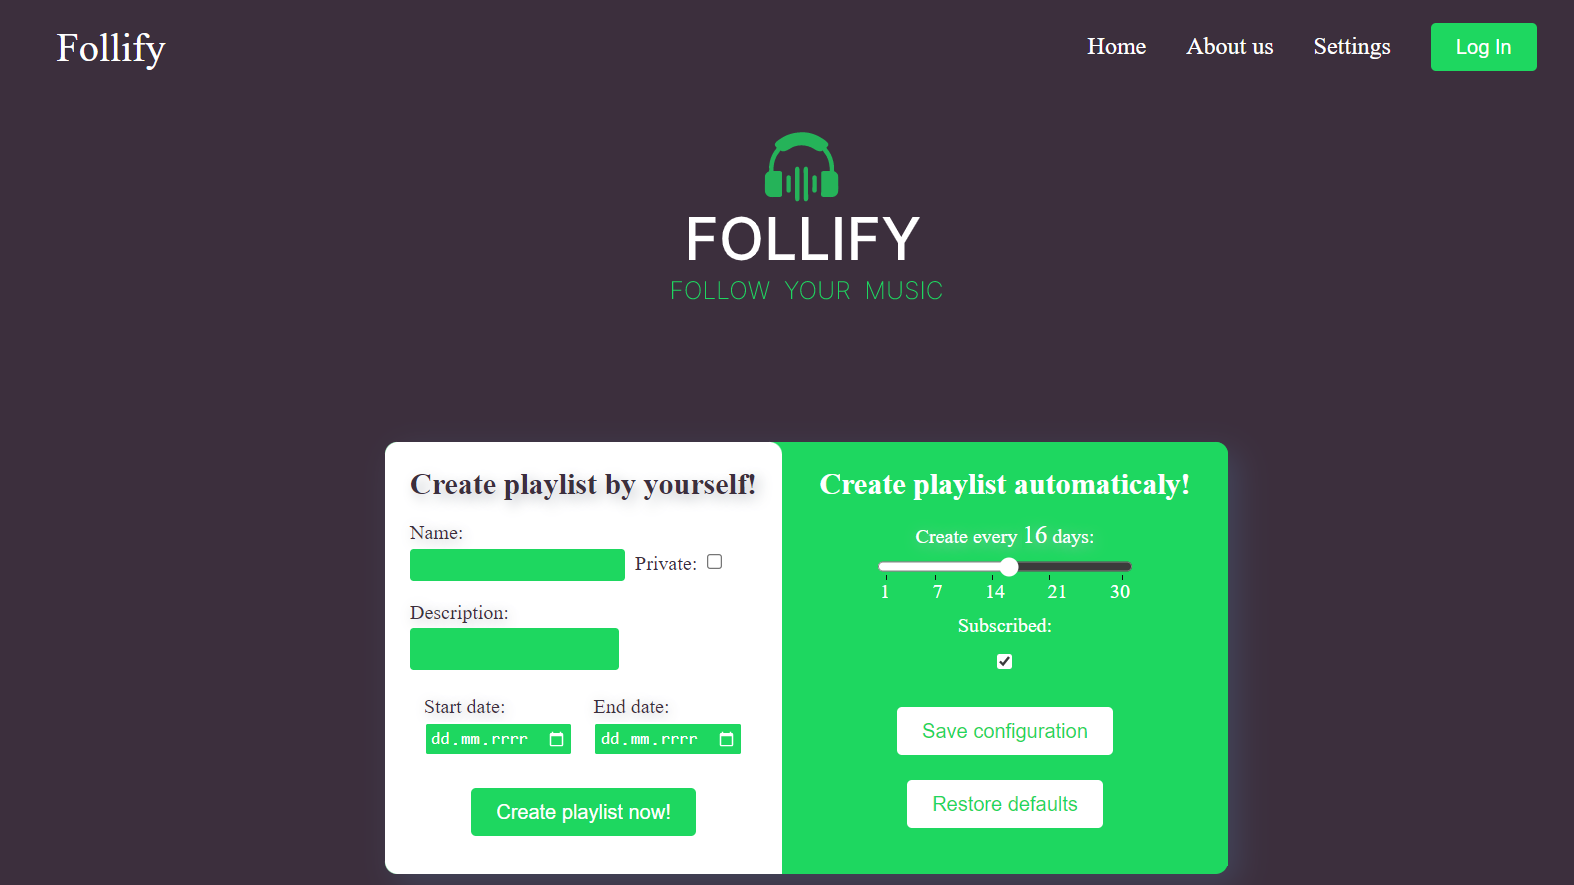 Follify
Home About us Settings Log In
FOLLIFY
FOLLOW YOUR MUSIC
Create playlist by yourself!
Name:
Private:
Description:
Start date: End date:
dd.mm.rrrr dd.mm.rrrr
Create playlist now!
Create playlist automaticaly!
Create every 16 days:
1 7 14 21 30
Subscribed:
Save configuration
Restore defaults